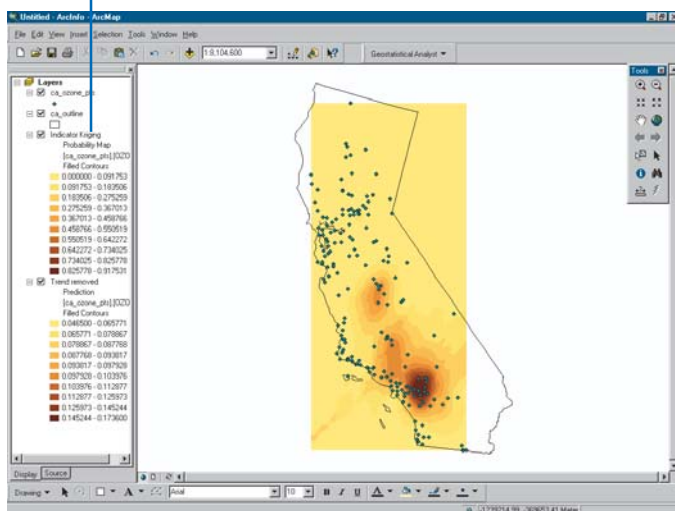 Untitled - ArcInfo - ArcMap
File Edit View Insert Selection Tools Window Help
1:9,104,600
Geostatistical Analyst
Layers
ca_ozone_pts
ca_outline
Indicator Kriging
Probability Map
[ca_ozone_pts].[OZO
Filled Contours
0.000000 - 0.091753
0.091753 - 0.183506
0.183506 - 0.275259
0.275259 - 0.367013
0.367013 - 0.458766
0.458766 - 0.550519
0.550519 - 0.642272
0.642272 - 0.734025
0.734025 - 0.825778
0.825778 - 0.917531
Trend removed
Prediction
[ca_ozone_pts].[OZO
Filled Contours
0.046500 - 0.065771
0.065771 - 0.078867
0.078867 - 0.087768
0.087768 - 0.093817
0.093817 - 0.097928
0.097928 - 0.103976
0.103976 - 0.112877
0.112877 - 0.125973
0.125973 - 0.145244
0.145244 - 0.173600
Tools
Display Source
Drawing A Arial 10 B I U A